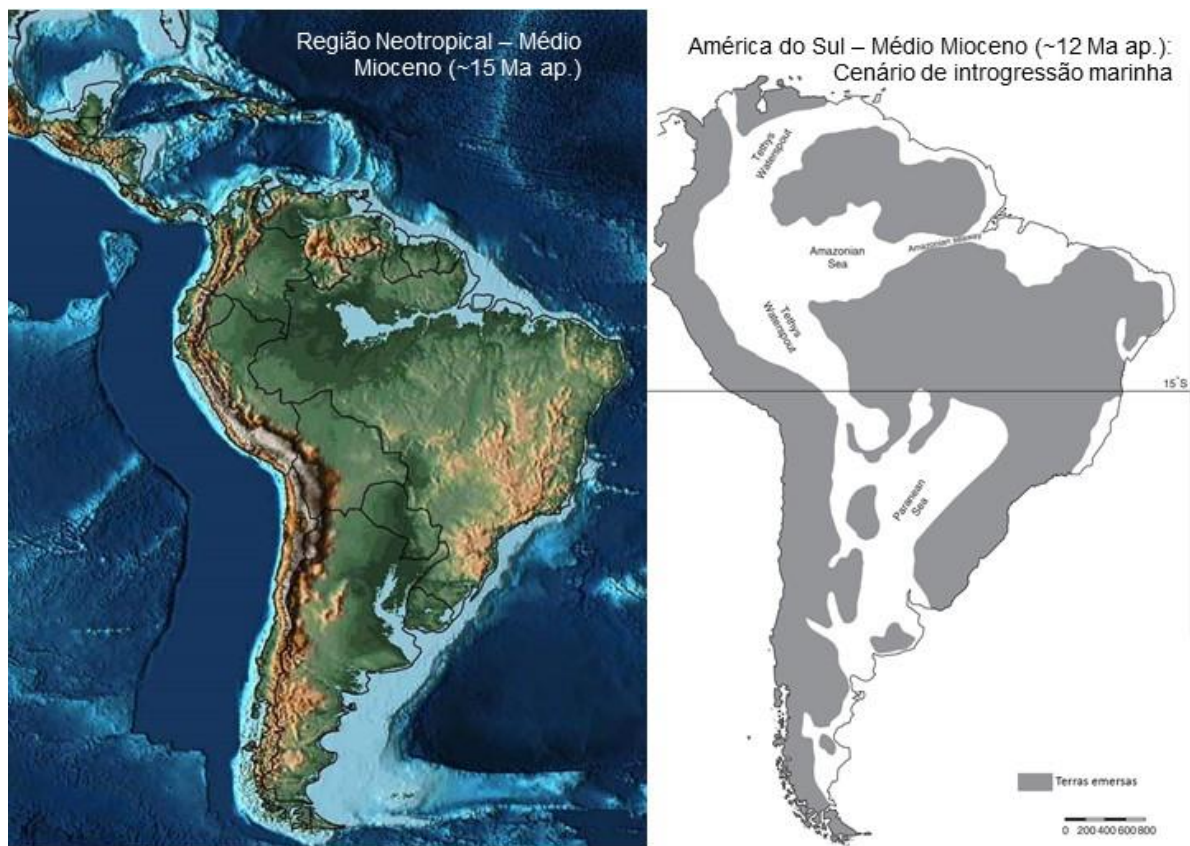 Região Neotropical – Médio
Mioceno (~15 Ma ap.)
América do Sul – Médio Mioceno (~12 Ma ap.):
Cenário de introgressão marinha
Tethys
Waterspout
Amazonian
Sea
Amazonian seaway
Tethys
Waterspout
15°S
Paranean
Sea
Terras emersas
0 200 400 600 800